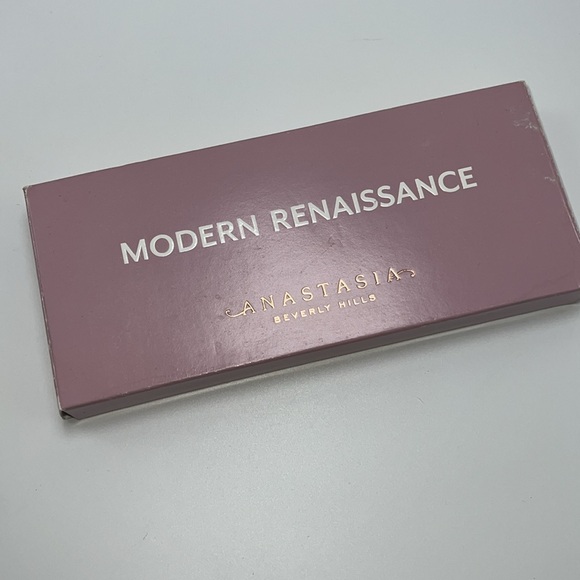 MODERN RENAISSANCE
ANASTASIA
BEVERLY HILLS